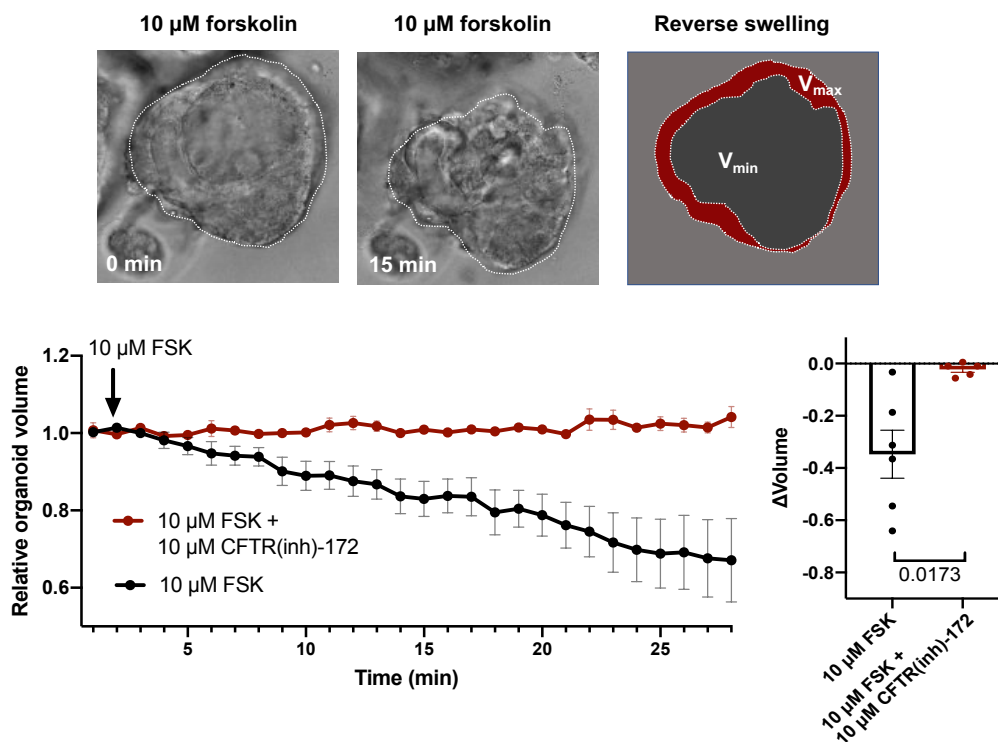 10 µM forskolin
10 µM forskolin
Reverse swelling
0 min
15 min
Vmax
Vmin
10 µM FSK
Relative organoid volume
1.2
1.0
0.8
0.6
10 µM FSK +
10 µM CFTR(inh)-172
10 µM FSK
5
10
15
20
25
Time (min)
ΔVolume
0.0
-0.2
-0.4
-0.6
-0.8
0.0173
10 µM FSK
10 µM FSK +
10 µM CFTR(inh)-172